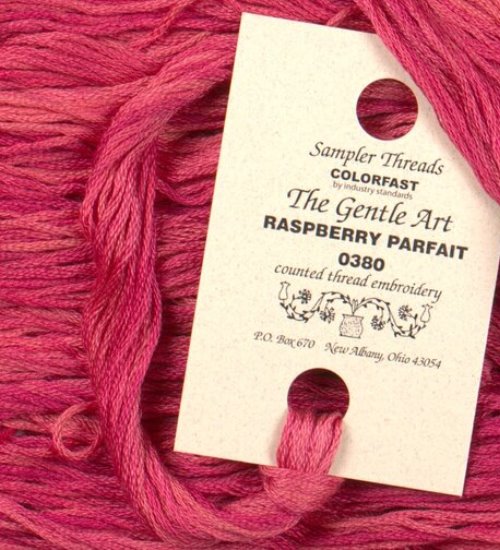 Sampler Threads
COLORFAST
by industry standards
The Gentle Art
RASPBERRY PARFAIT
0380
counted thread embroidery
P.O. Box 670 New Albany, Ohio 43054